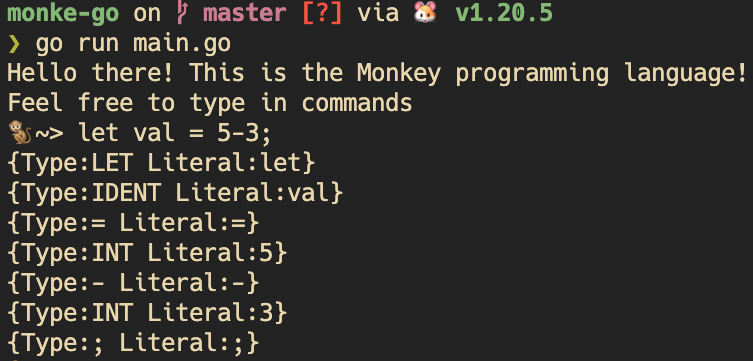 monke-go on master [?] via 🐹 v1.20.5
❯ go run main.go
Hello there! This is the Monkey programming language!
Feel free to type in commands
🐒~> let val = 5-3;
{Type:LET Literal:let}
{Type:IDENT Literal:val}
{Type:= Literal:=}
{Type:INT Literal:5}
{Type:- Literal:-}
{Type:INT Literal:3}
{Type:; Literal:;}